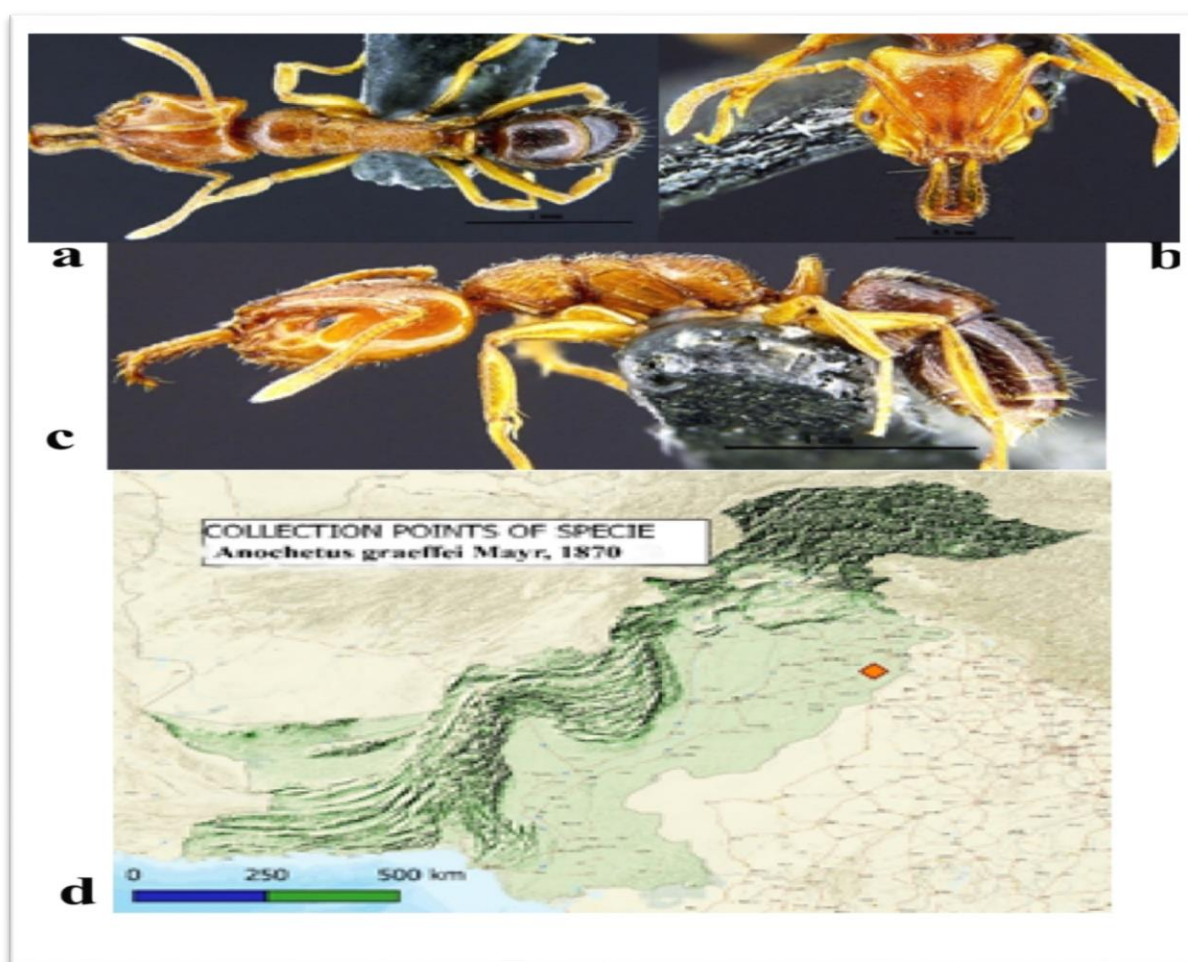 a
b
c
COLLECTION POINTS OF SPECIE
Anochetus graeffei Mayr, 1870
0 250 500 km
d